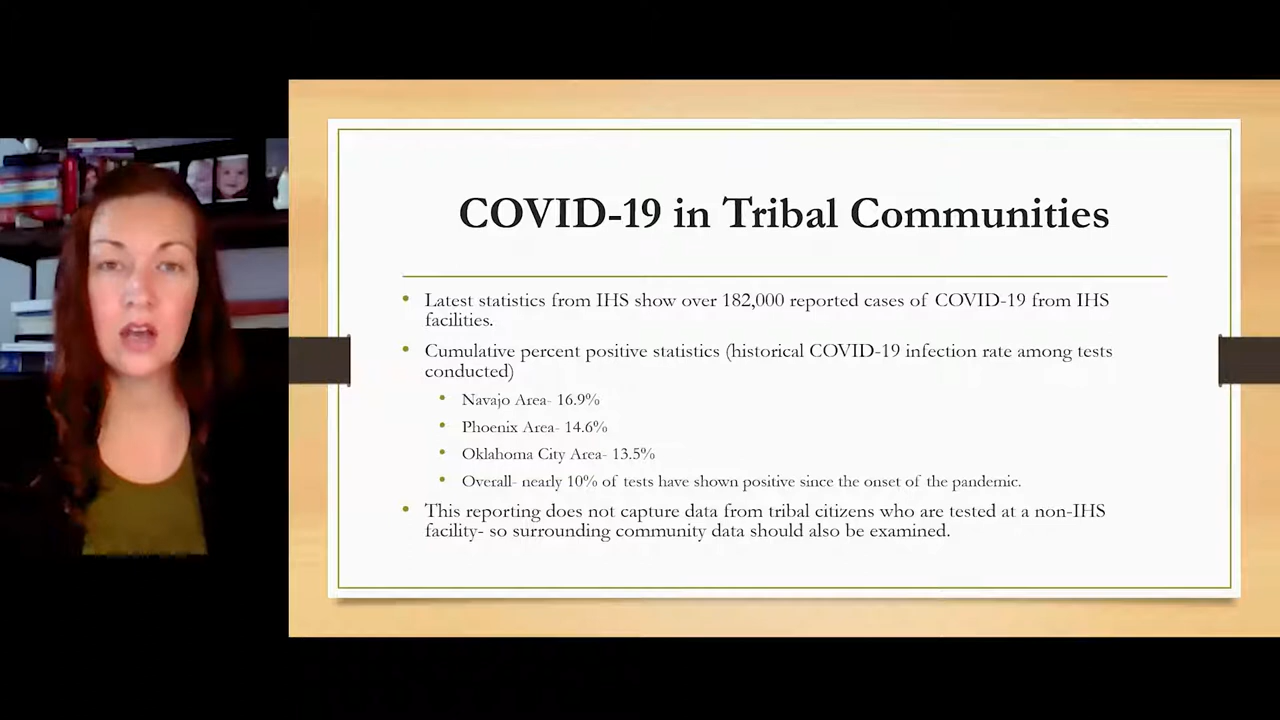 COVID-19 in Tribal Communities
• Latest statistics from IHS show over 182,000 reported cases of COVID-19 from IHS
facilities.
• Cumulative percent positive statistics (historical COVID-19 infection rate among tests
conducted)
• Navajo Area- 16.9%
• Phoenix Area- 14.6%
• Oklahoma City Area- 13.5%
• Overall- nearly 10% of tests have shown positive since the onset of the pandemic.
• This reporting does not capture data from tribal citizens who are tested at a non-IHS
facility- so surrounding community data should also be examined.